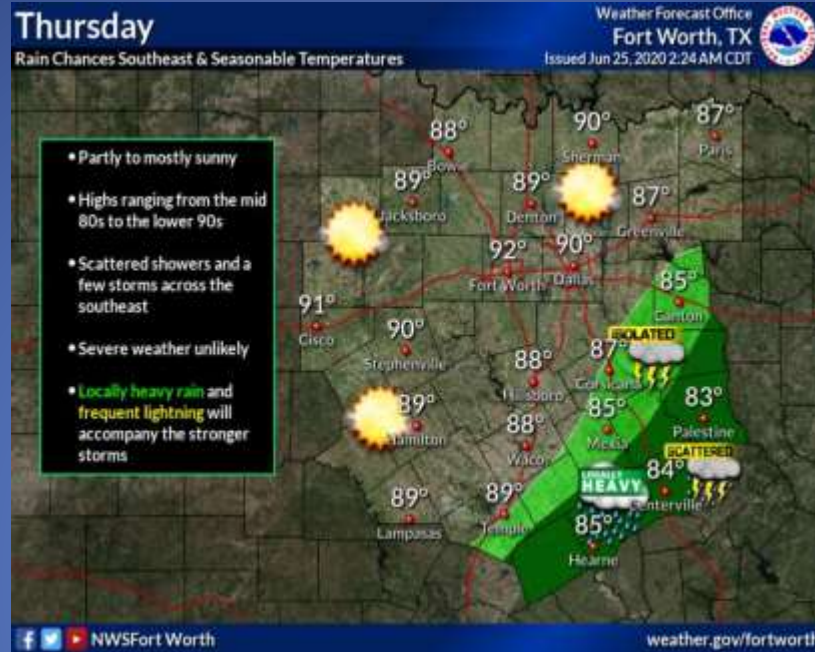 Thursday
Rain Chances Southeast & Seasonable Temperatures
Weather Forecast Office
Fort Worth, TX
Issued Jun 25, 2020 2:24 AM CDT
• Partly to mostly sunny
• Highs ranging from the mid
80s to the lower 90s
• Scattered showers and a
few storms across the
southeast
• Severe weather unlikely
• Locally heavy rain and
frequent lightning will
accompany the stronger
storms
88°
Bowie
90°
Sherman
87°
Paris
89°
Jacksboro
89°
Denton
87°
Greenville
92°
Fort Worth
90°
Dallas
85°
Canton
91°
Cisco
90°
Stephenville
88°
Hillsboro
87°
Corsicana
ISOLATED
89°
Hamilton
88°
Waco
85°
Mexia
83°
Palestine
SCATTERED
89°
Lampasas
89°
Temple
LOCALLY
HEAVY
84°
Centerville
85°
Hearne
NWSFort Worth
weather.gov/fortworth